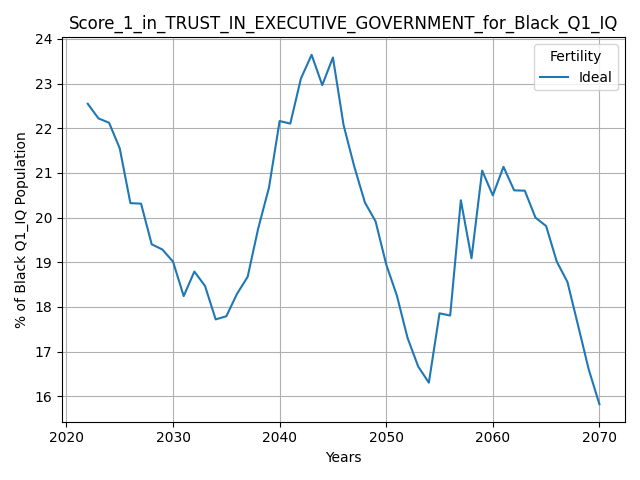 Score_1_in_TRUST_IN_EXECUTIVE_GOVERNMENT_for_Black_Q1_IQ
Fertility
Ideal
% of Black Q1_IQ Population
24
23
22
21
20
19
18
17
16
2020 2030 2040 2050 2060 2070
Years